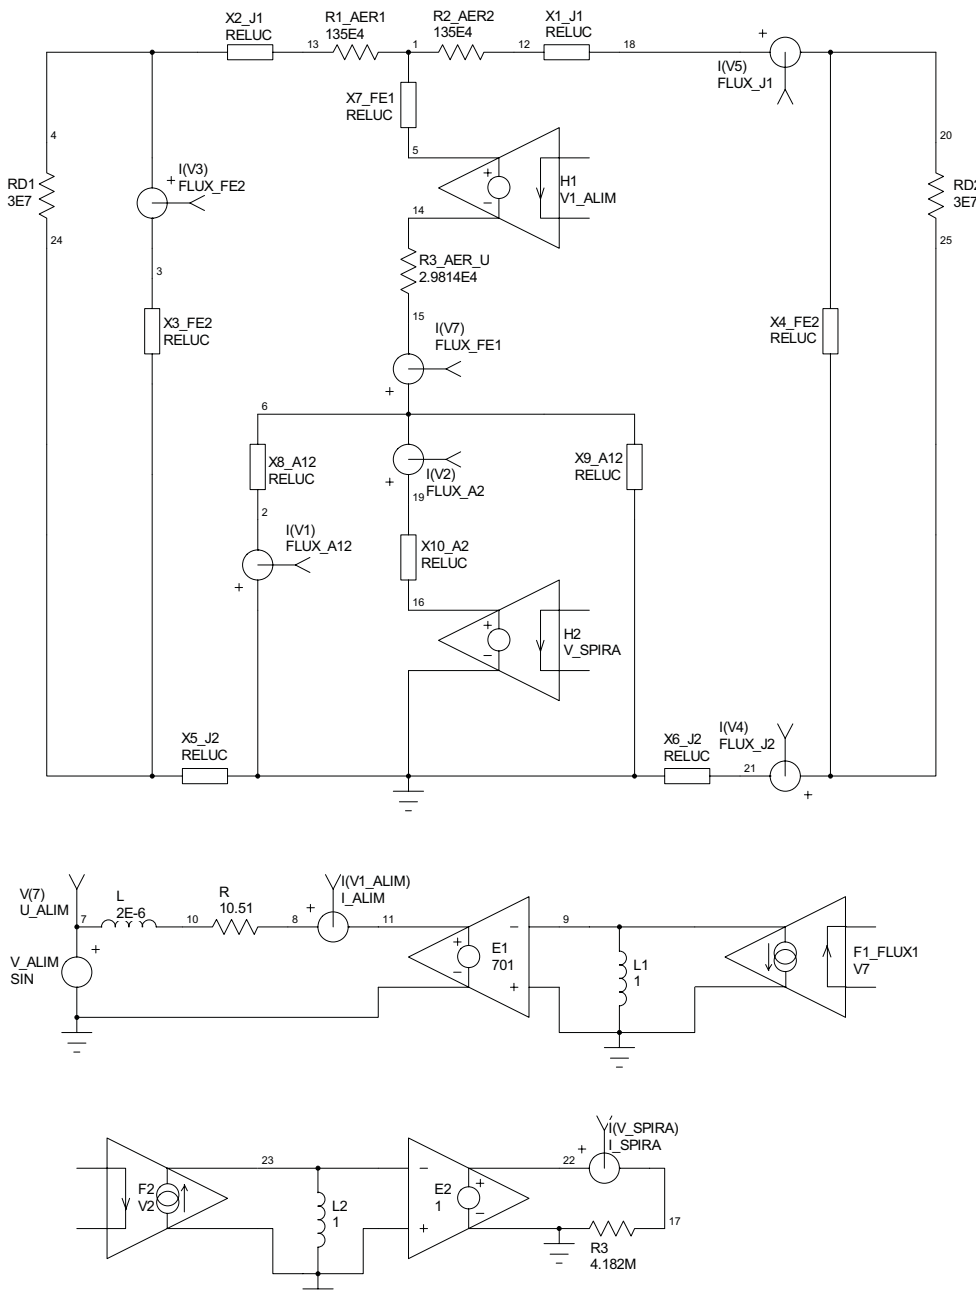 X2_J1
RELUC
13
R1_AER1
135E4
1
R2_AER2
135E4
12
X1_J1
RELUC
18
+
I(V5)
FLUX_J1
X7_FE1
RELUC
4
5
20
RD1
3E7
+
I(V3)
FLUX_FE2
+
−
H1
V1_ALIM
RD2
3E7
14
24
25
R3_AER_U
2.9814E4
3
15
X3_FE2
RELUC
I(V7)
FLUX_FE1
X4_FE2
RELUC
+
6
X8_A12
RELUC
X9_A12
RELUC
+
I(V2)
FLUX_A2
19
2
I(V1)
FLUX_A12
X10_A2
RELUC
+
16
+
−
H2
V_SPIRA
X5_J2
RELUC
X6_J2
RELUC
I(V4)
FLUX_J2
21
+
V(7)
U_ALIM
L
2E-6
R
10.51
I(V1_ALIM)
I_ALIM
7
10
8
+
11
9
V_ALIM
SIN
+
+
−
E1
701
−
+
L1
1
F1_FLUX1
V7
I(V_SPIRA)
I_SPIRA
23
22
+
F2
V2
L2
1
−
+
E2
1
+
−
17
R3
4.182M